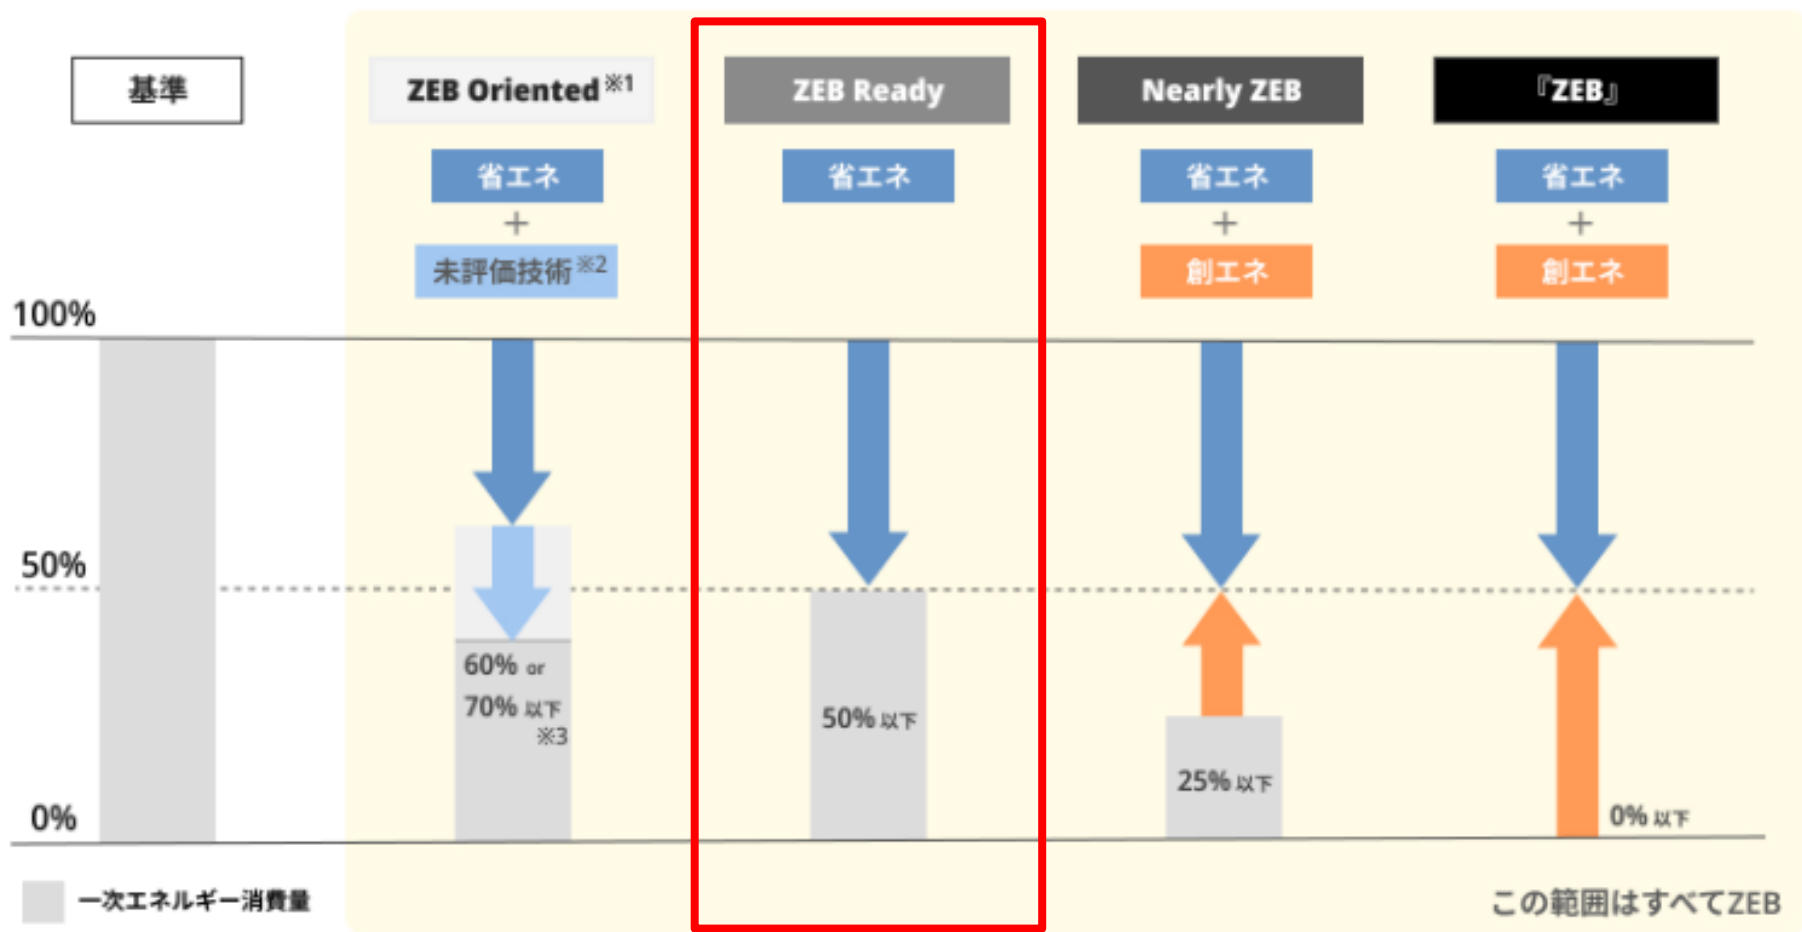 基準
ZEB Oriented※1
ZEB Ready
Nearly ZEB
『ZEB』
省エネ
省エネ
省エネ
省エネ
+
+
+
未評価技術※2
創エネ
創エネ
100%
50%
60% or
70% 以下
※3
50% 以下
25% 以下
0%
0% 以下
一次エネルギー消費量
この範囲はすべてZEB